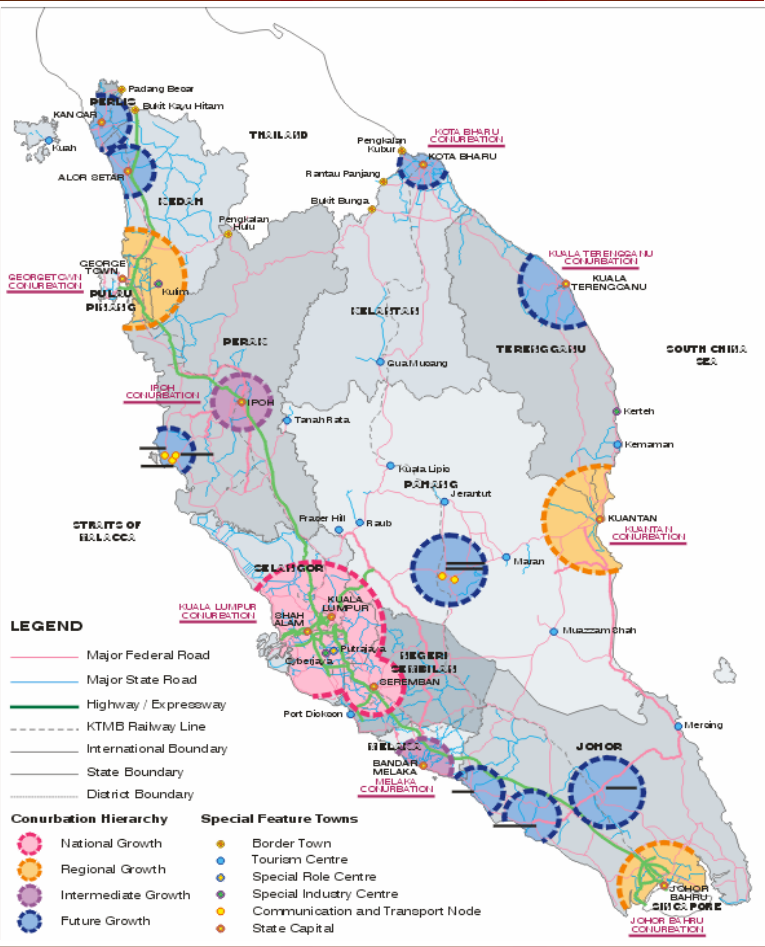 Padang Besar
PERLIS
Bukit Kayu Hitam
KANGAR
Kuah
THAILAND
Pengkalan
Kubur
KOTA BHARU
CONURBATION
KOTA BHARU
ALOR SETAR
Rantau Panjang
KEDAH
Bukit Bunga
Pengkalan
Hulu
KUALA TERENGGANU
CONURBATION
GEORGE
TOWN
GEORGETOWN
CONURBATION
KUALA
TERENGGANU
Kulim
PULAU
PINANG
KELANTAN
PERAK
TERENGGANU
SOUTH CHINA
SEA
Gua Musang
IPOH
CONURBATION
IPOH
Tanah Rata
Kerteh
Kemaman
Kuala Lipis
PAHANG
Jerantut
STRAITS OF
MALACCA
Fraser Hill
Raub
KUANTAN
KUANTAN
CONURBATION
Maran
SELANGOR
KUALA LUMPUR
CONURBATION
KUALA
LUMPUR
SHAH
ALAM
Muazzam Shah
Putrajaya
Cyberjaya
NEGERI
SEMBILAN
SEREMBAN
Port Dickson
Mersing
MELAKA
JOHOR
BANDAR
MELAKA
MELAKA
CONURBATION
JOHOR
BAHRU
SINGAPORE
JOHOR BAHRU
CONURBATION
LEGEND
Major Federal Road
Major State Road
Highway / Expressway
KTMB Railway Line
International Boundary
State Boundary
District Boundary
Conurbation Hierarchy
National Growth
Regional Growth
Intermediate Growth
Future Growth
Special Feature Towns
Border Town
Tourism Centre
Special Role Centre
Special Industry Centre
Communication and Transport Node
State Capital